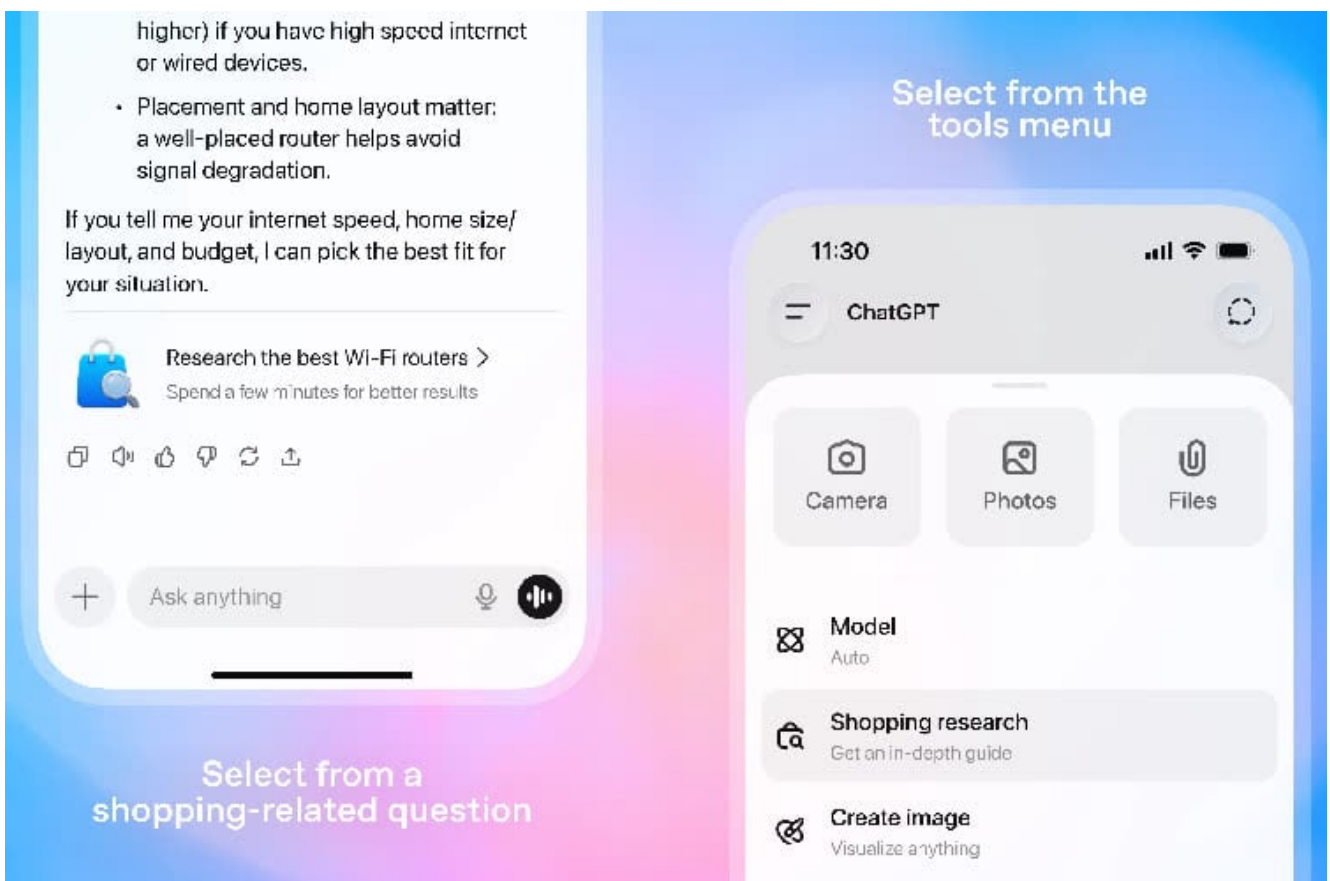 higher) if you have high speed internet
or wired devices.
• Placement and home layout matter:
a well-placed router helps avoid
signal degradation.
If you tell me your internet speed, home size/
layout, and budget, I can pick the best fit for
your situation.
Research the best Wi-Fi routers >
Spend a few minutes for better results
Ask anything
Select from a
shopping-related question
Select from the
tools menu
11:30
ChatGPT
Camera
Photos
Files
Model
Auto
Shopping research
Get an in-depth guide
Create image
Visualize anything